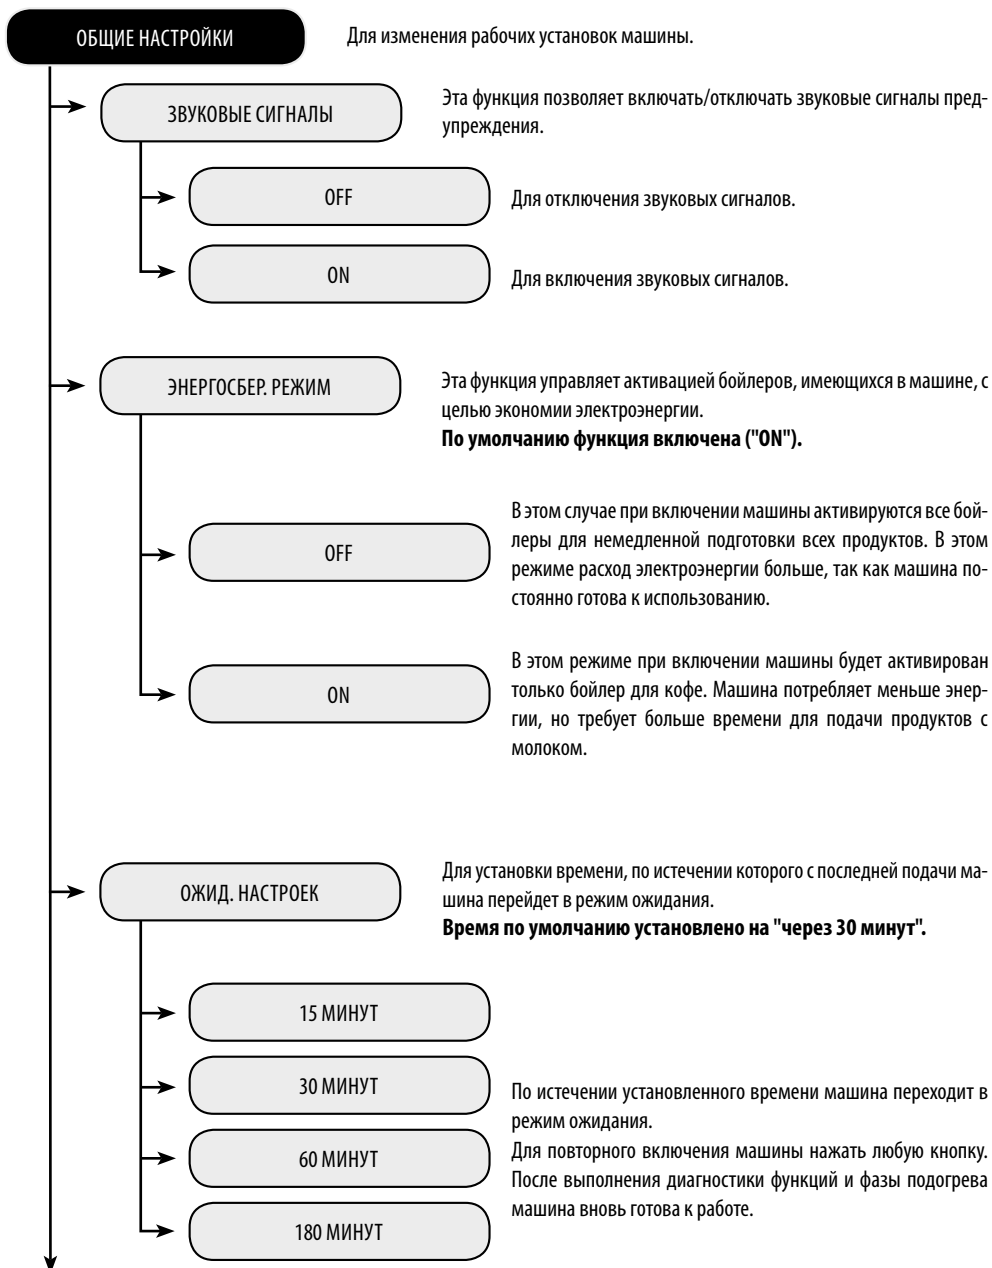 ОБЩИЕ НАСТРОЙКИ
Для изменения рабочих установок машины.
ЗВУКОВЫЕ СИГНАЛЫ
Эта функция позволяет включать/отключать звуковые сигналы пред-
упреждения.
OFF
Для отключения звуковых сигналов.
ON
Для включения звуковых сигналов.
ЭНЕРГОСБЕР. РЕЖИМ
Эта функция управляет активацией бойлеров, имеющихся в машине, с
целью экономии электроэнергии.
По умолчанию функция включена ("ON").
OFF
В этом случае при включении машины активируются все бой-
леры для немедленной подготовки всех продуктов. В этом
режиме расход электроэнергии больше, так как машина по-
стоянно готова к использованию.
ON
В этом режиме при включении машины будет активирован
только бойлер для кофе. Машина потребляет меньше энер-
гии, но требует больше времени для подачи продуктов с
молоком.
ОЖИД. НАСТРОЕК
Для установки времени, по истечении которого с последней подачи ма-
шина перейдет в режим ожидания.
Время по умолчанию установлено на "через 30 минут".
15 МИНУТ
30 МИНУТ
60 МИНУТ
180 МИНУТ
По истечении установленного времени машина переходит в
режим ожидания.
Для повторного включения машины нажать любую кнопку.
После выполнения диагностики функций и фазы подогрева
машина вновь готова к работе.